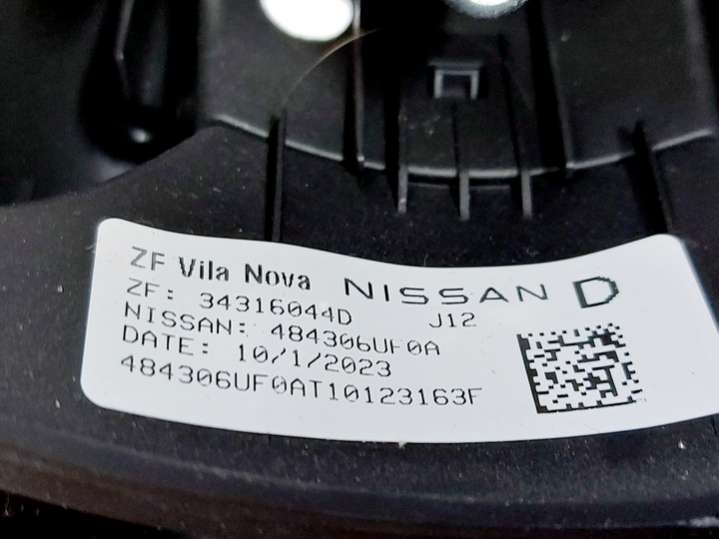 ZF Vila Nova NISSAN D
ZF: 34316044D J12
NISSAN: 484306UF0A
DATE: 10/1/2023
484306UF0AT10123163F